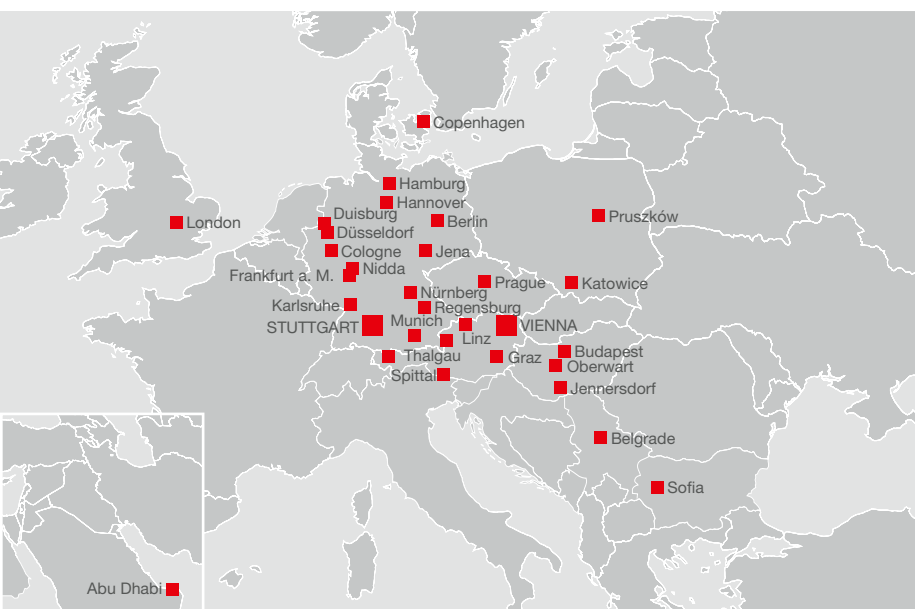 Copenhagen
Hamburg
Hannover
Duisburg
Berlin
Pruszków
London
Düsseldorf
Cologne
Jena
Nidda
Frankfurt a. M.
Prague
Katowice
Nürnberg
Karlsruhe
Regensburg
Munich
STUTTGART
VIENNA
Linz
Budapest
Thalgau
Graz
Oberwart
Spittal
Jennersdorf
Belgrade
Sofia
Abu Dhabi